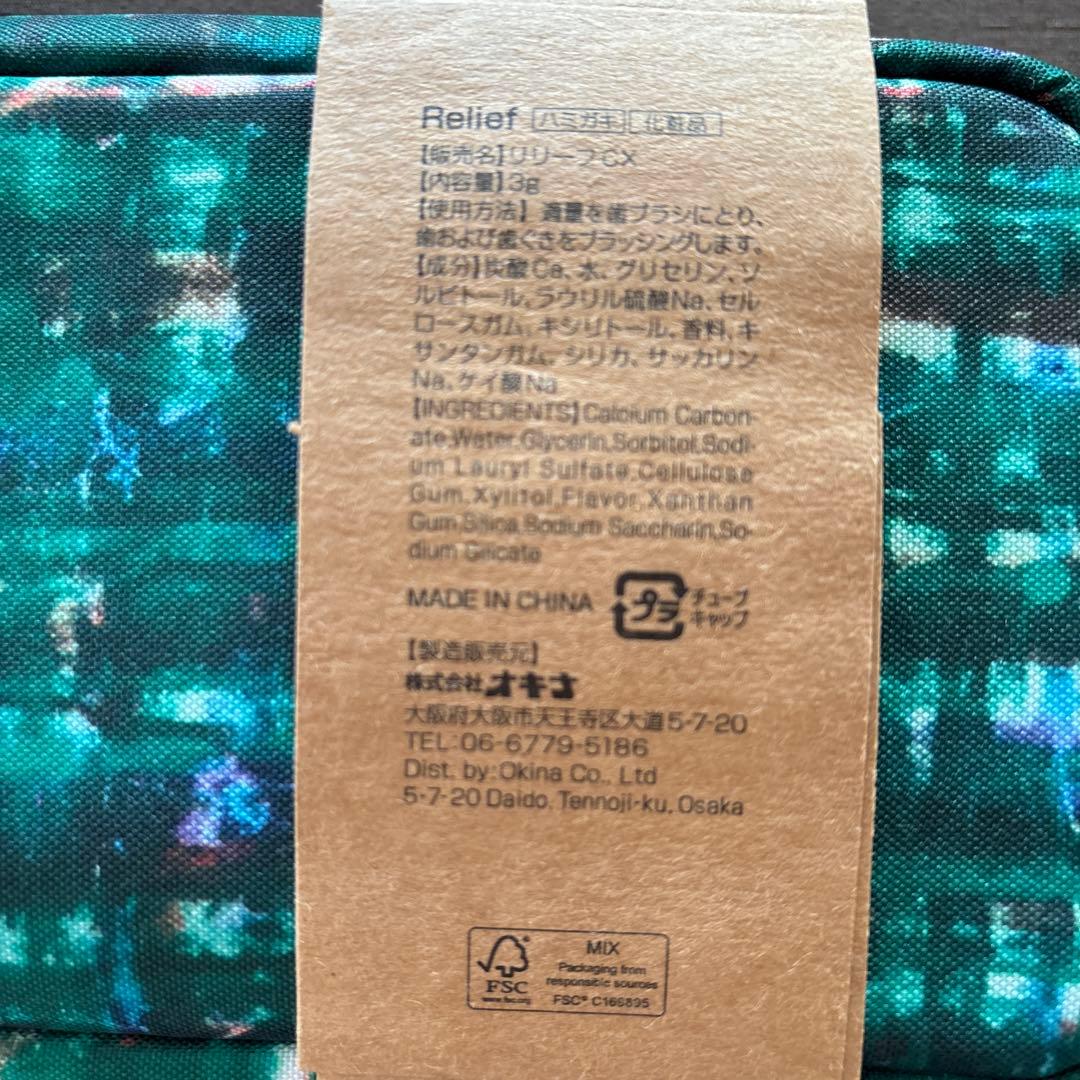 Relief ハミガキ 化粧品
【販売名】リリーフCX
【内容量】3g
【使用方法】適量を歯ブラシにとり、
歯および歯ぐきをブラッシングします。
【成分】炭酸Ca、水、グリセリン、ソ
ルビトール、ラウリル硫酸Na、セル
ロースガム、キシリトール、香料、キ
サンタンガム、シリカ、サッカリン
Na、ケイ酸Na
【INGREDIENTS】Calcium Carbon-
ate,Water,Glycerin,Sorbitol,Sodi-
um Lauryl Sulfate,Cellulose
Gum,Xylitol,Flavor,Xanthan
Gum,Silica,Sodium Saccharin,So-
dium Silicate
MADE IN CHINA
プラ
チューブ
キャップ
【製造販売元】
株式会社オキナ
大阪府大阪市天王寺区大道5-7-20
TEL:06-6779-5186
Dist. by:Okina Co., Ltd
5-7-20 Daido, Tennoji-ku, Osaka
FSC
www.fsc.org
MIX
Packaging from
responsible sources
FSC® C166895